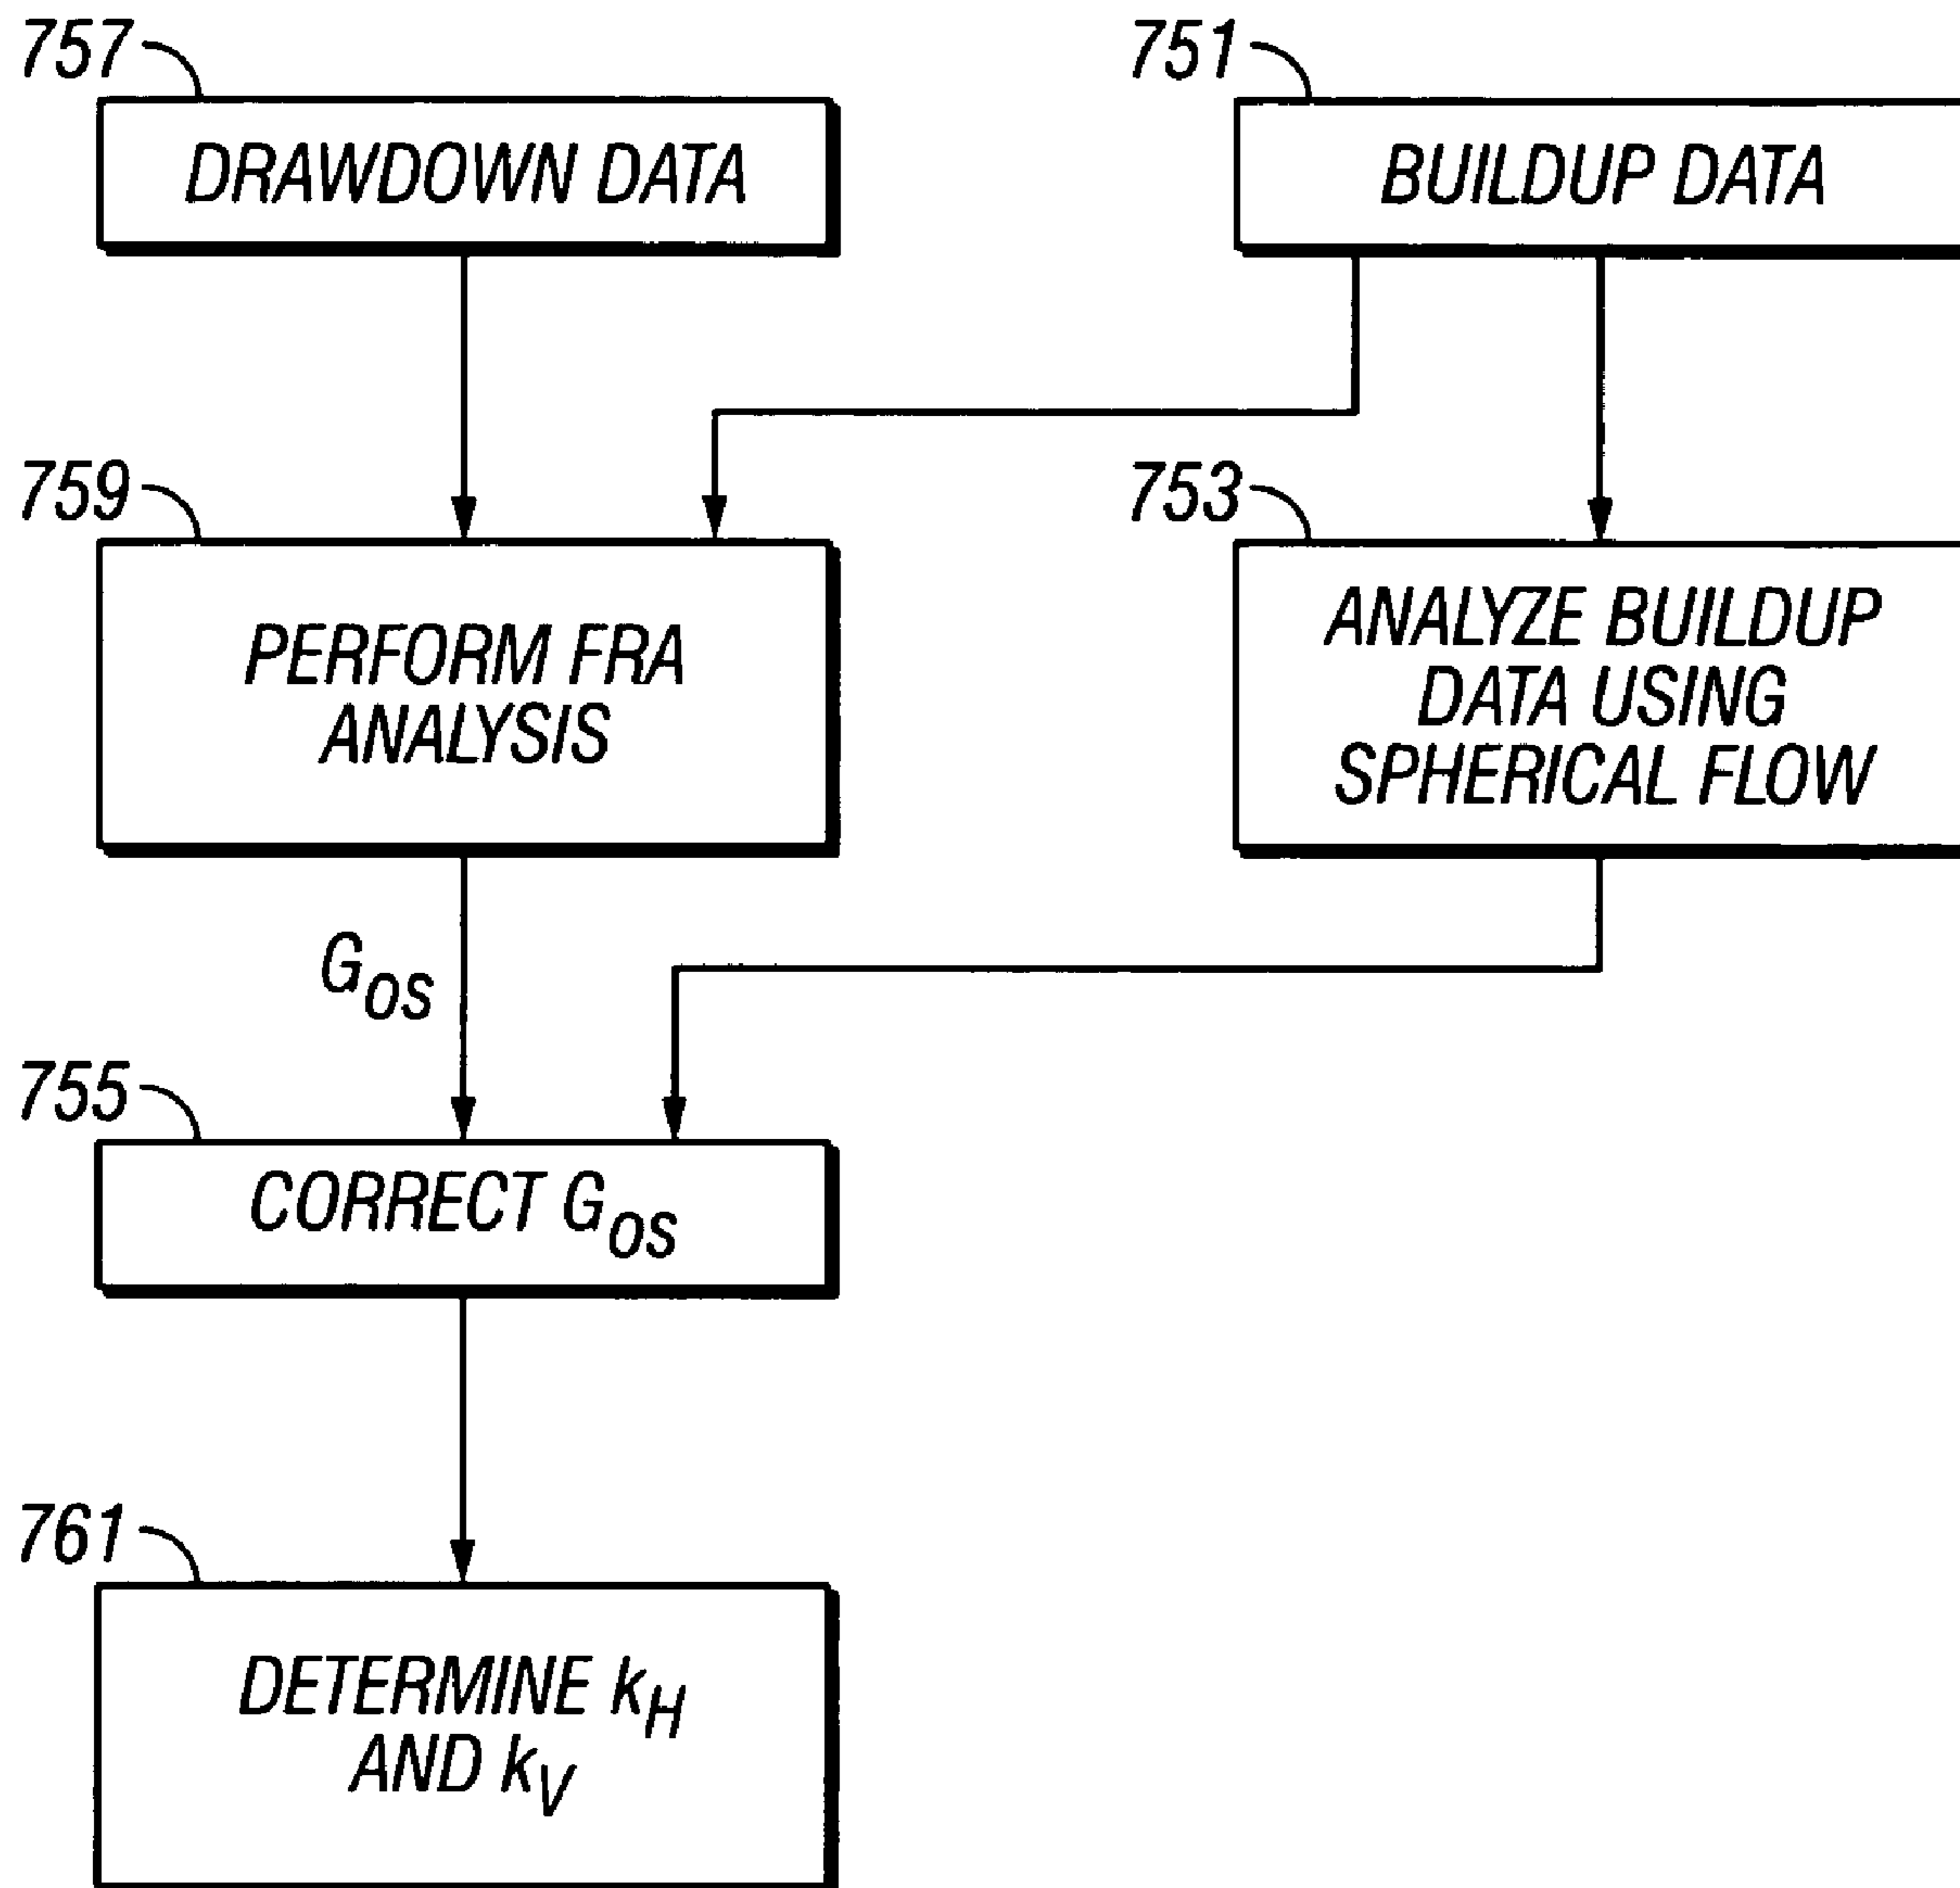 757
DRAWDOWN DATA
751
BUILDUP DATA
759
PERFORM FRA
ANALYSIS
753
ANALYZE BUILDUP
DATA USING
SPHERICAL FLOW
GOS
755
CORRECT GOS
761
DETERMINE kH
AND kV